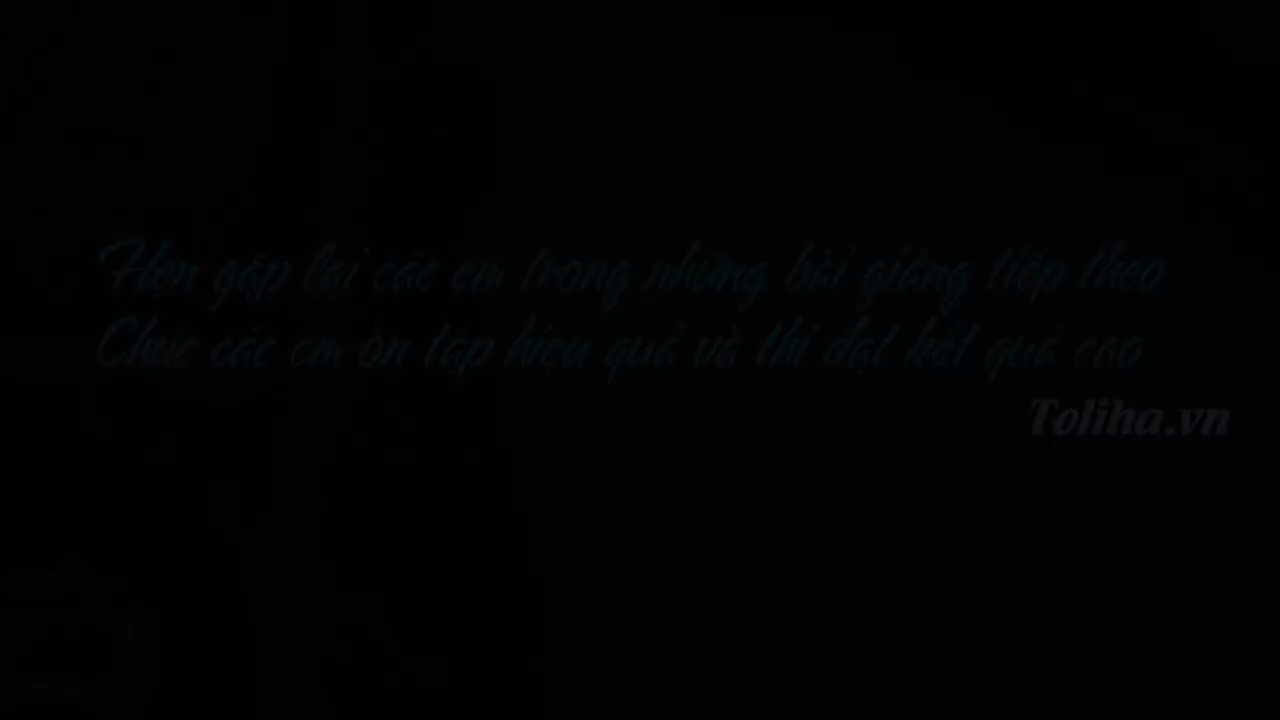 Hẹn gặp lại các em trong những bài giảng tiếp theo
Chúc các em ôn tập hiệu quả và thi đạt kết quả cao
Toliha.vn